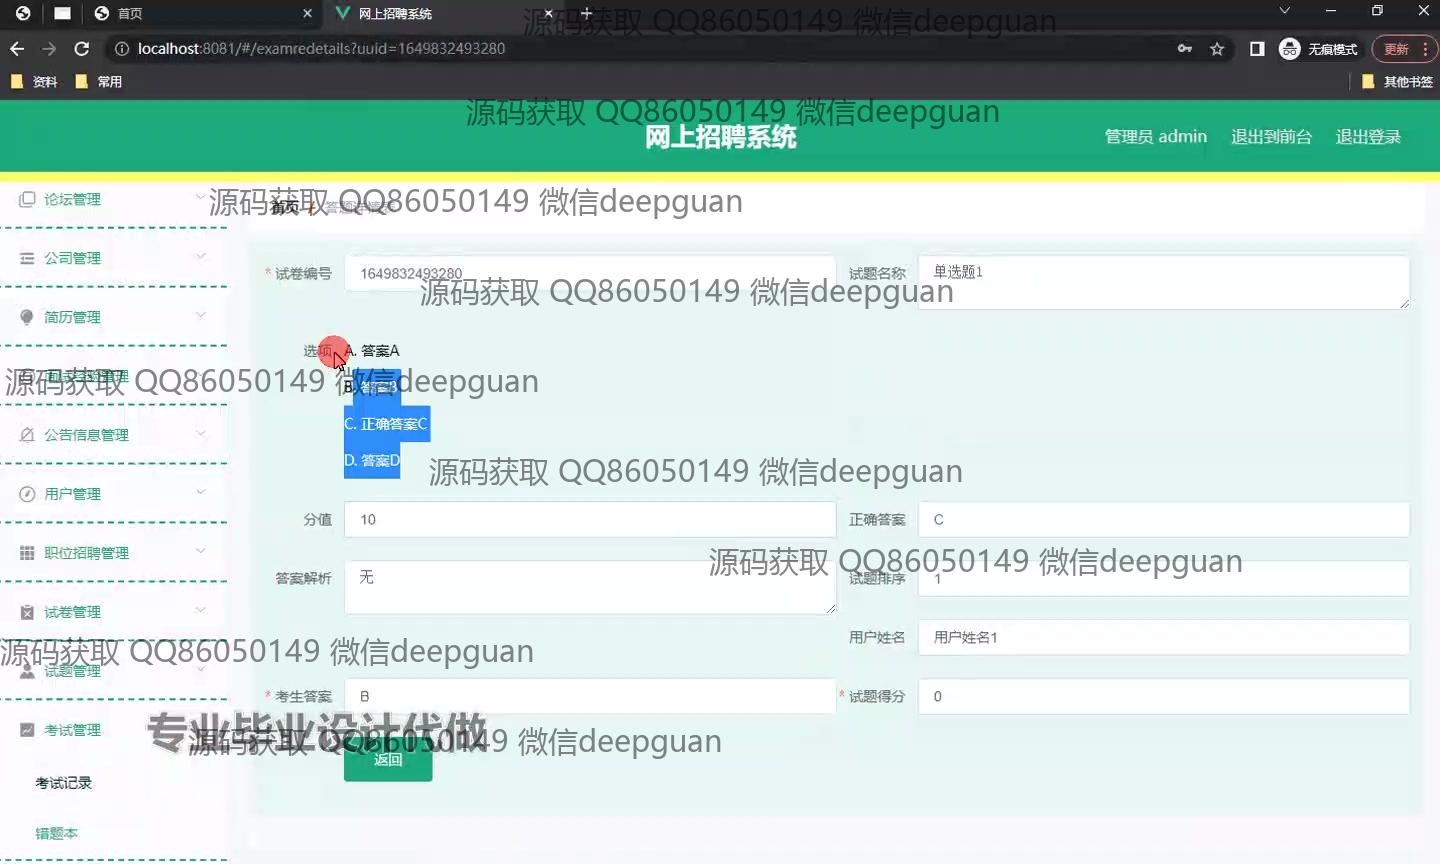 首页
网上招聘系统
源码获取 QQ86050149 微信deepguan
localhost:8081/#/examredetails?uuid=1649832493280
无痕模式
更新
资料
常用
其他书签
源码获取 QQ86050149 微信deepguan
网上招聘系统
管理员 admin
退出到前台
退出登录
论坛管理
源码获取 QQ86050149 微信deepguan
首页 / 答题详情表
公司管理
* 试卷编号
1649832493280
试题名称
单选题1
源码获取 QQ86050149 微信deepguan
简历管理
选项
A. 答案A
源码获取 QQ86050149 微信deepguan
B. 答案B
C. 正确答案C
公告信息管理
D. 答案D
源码获取 QQ86050149 微信deepguan
用户管理
分值
10
正确答案
C
职位招聘管理
源码获取 QQ86050149 微信deepguan
答案解析
无
试题排序
1
试卷管理
用户姓名
用户姓名1
源码获取 QQ86050149 微信deepguan
试题管理
* 考生答案
B
* 试题得分
0
考试管理
专业毕业设计代做
源码获取 QQ86050149 微信deepguan
返回
考试记录
错题本